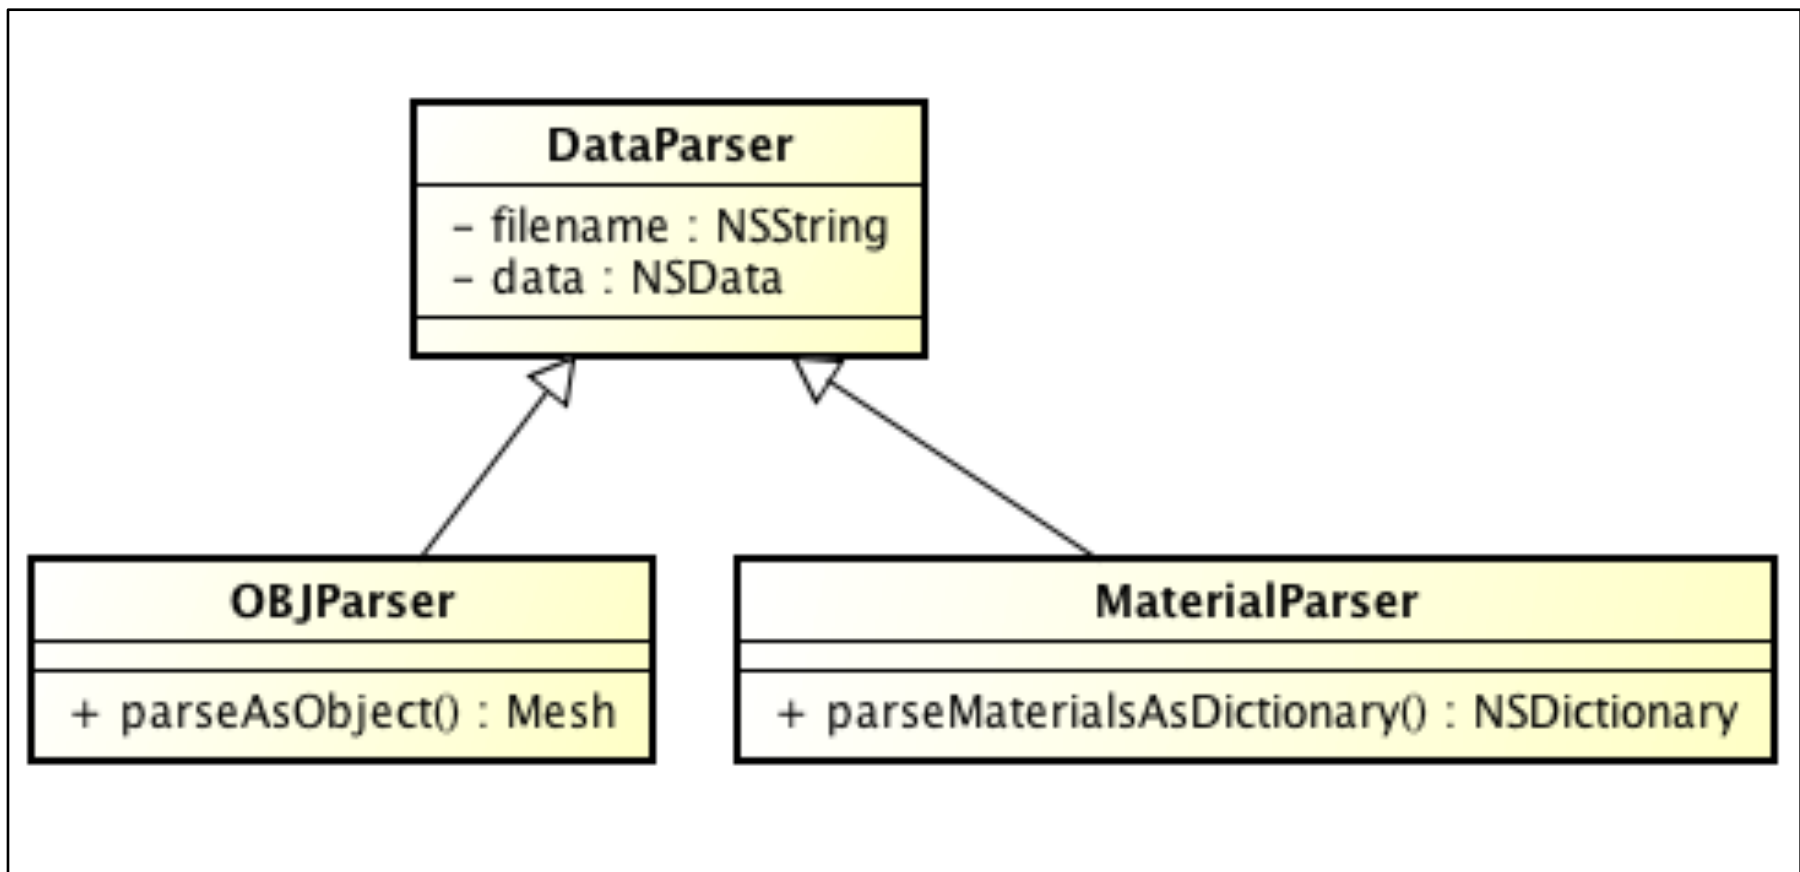 DataParser
- filename : NSString
- data : NSData
OBJParser
+ parseAsObject() : Mesh
MaterialParser
+ parseMaterialsAsDictionary() : NSDictionary